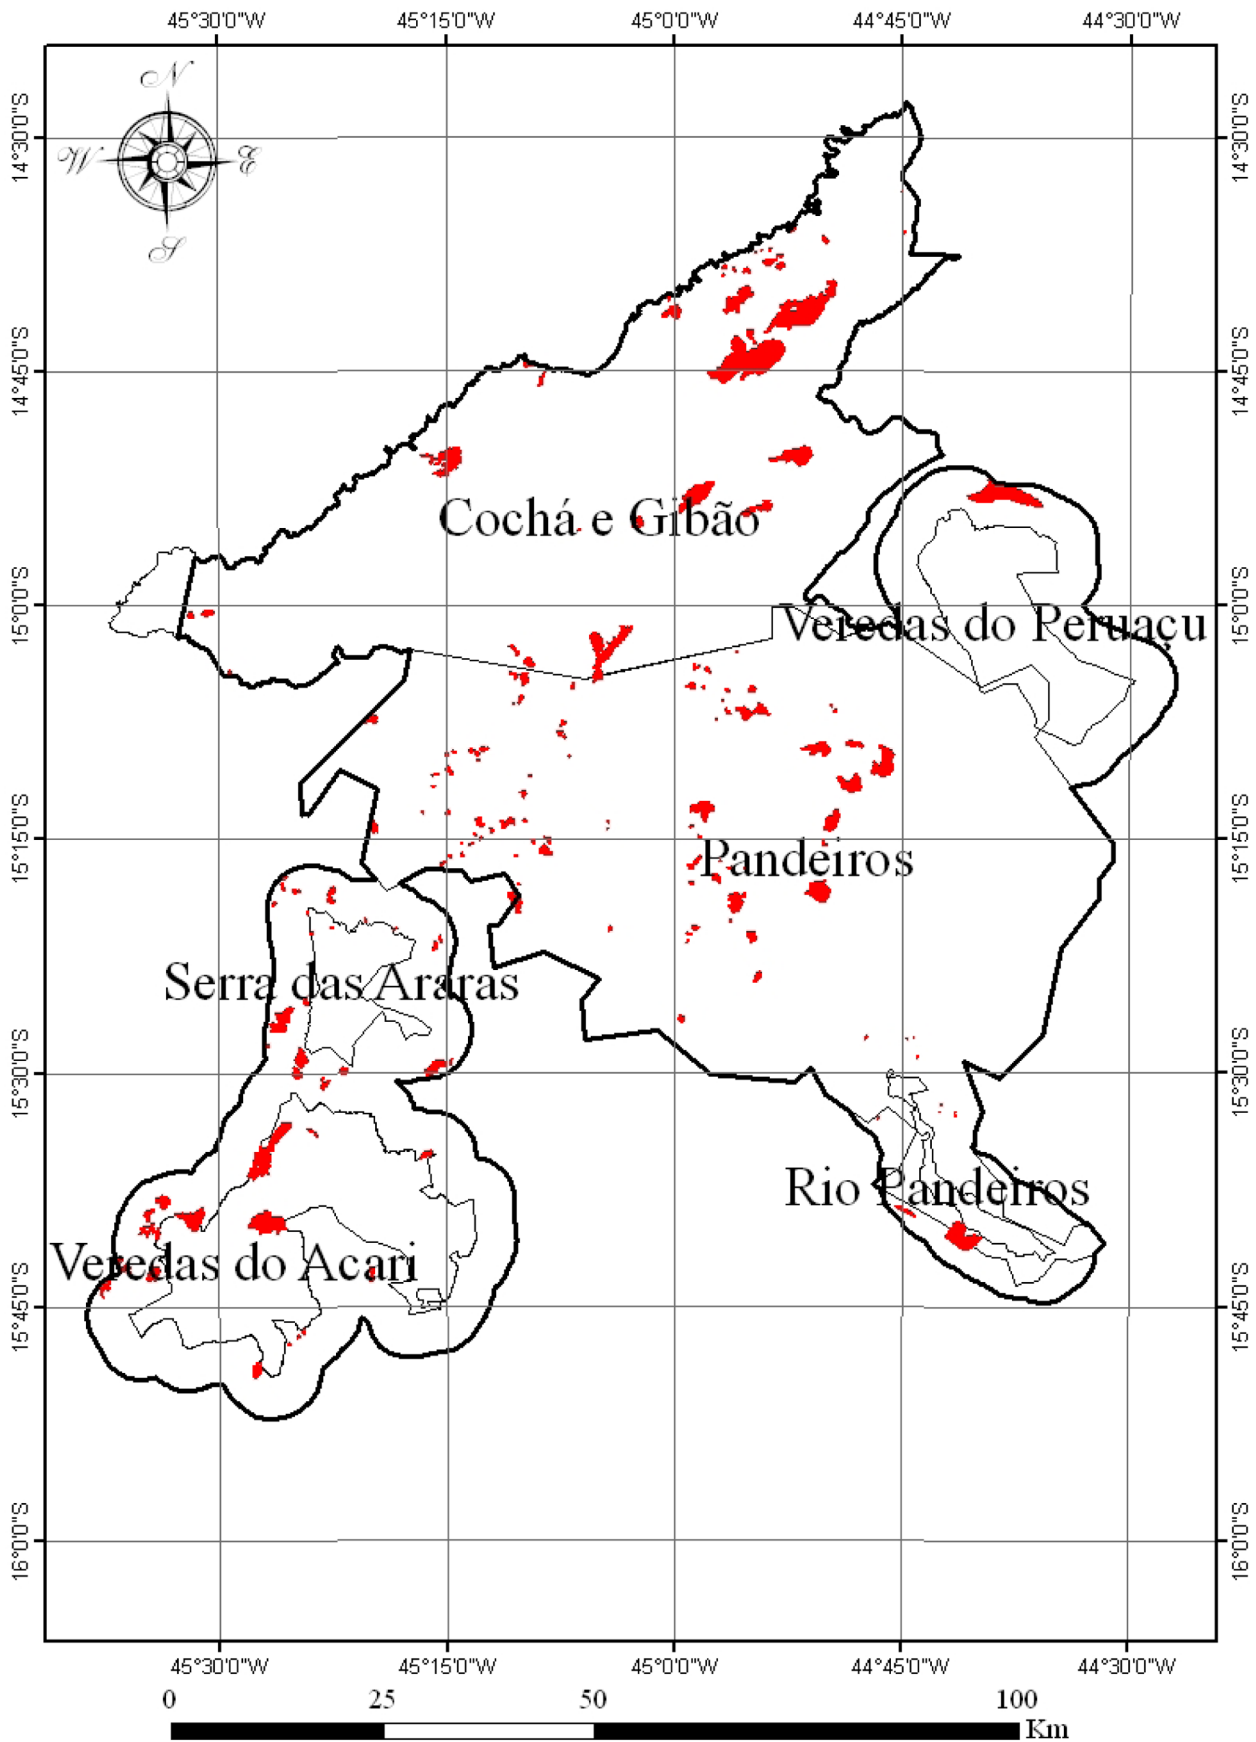 45°30'0"W 45°15'0"W 45°0'0"W 44°45'0"W 44°30'0"W
N
W E
S
14°30'0"S 14°30'0"S
14°45'0"S 14°45'0"S
Cochá e Gibão
15°0'0"S 15°0'0"S
Veredas do Peruaçu
15°15'0"S 15°15'0"S
Pandeiros
Serra das Araras
15°30'0"S 15°30'0"S
Rio Pandeiros
Veredas do Acari
15°45'0"S 15°45'0"S
16°0'0"S 16°0'0"S
45°30'0"W 45°15'0"W 45°0'0"W 44°45'0"W 44°30'0"W
0 25 50 100
Km